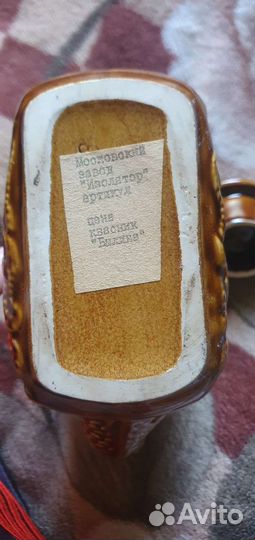 Московский
завод
"Изолятор"
артикул
цена
квасник
"Былина"
Avito